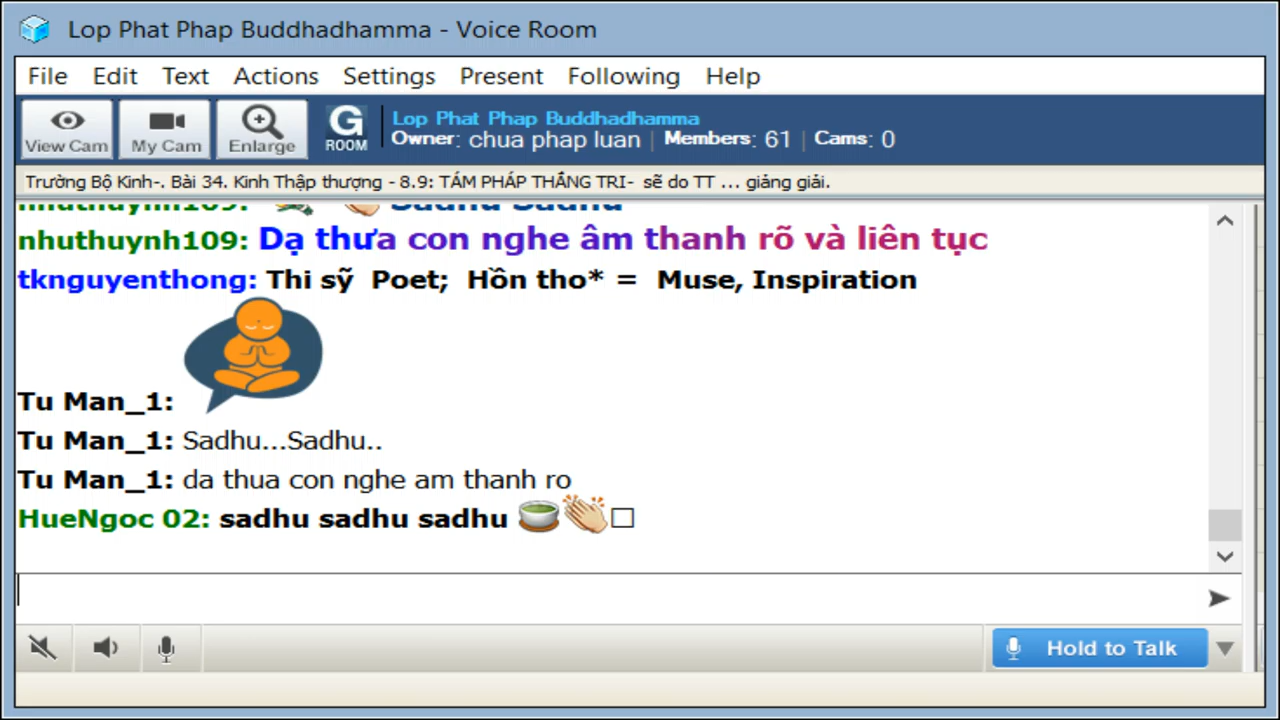 Lop Phat Phap Buddhadhamma - Voice Room
File Edit Text Actions Settings Present Following Help
View Cam My Cam Enlarge G ROOM
Lop Phat Phap Buddhadhamma
Owner: chua phap luan | Members: 61 | Cams: 0
Trường Bộ Kinh-. Bài 34. Kinh Thập thượng - 8.9: TÁM PHÁP THẮNG TRI- sẽ do TT ... giảng giải.
nhuthuynh109: Sadhu Sadhu
nhuthuynh109: Dạ thưa con nghe âm thanh rõ và liên tục
tknguyenthong: Thi sỹ Poet; Hồn tho* = Muse, Inspiration
Tu Man_1:
Tu Man_1: Sadhu...Sadhu..
Tu Man_1: da thua con nghe am thanh ro
HueNgoc 02: sadhu sadhu sadhu
Hold to Talk